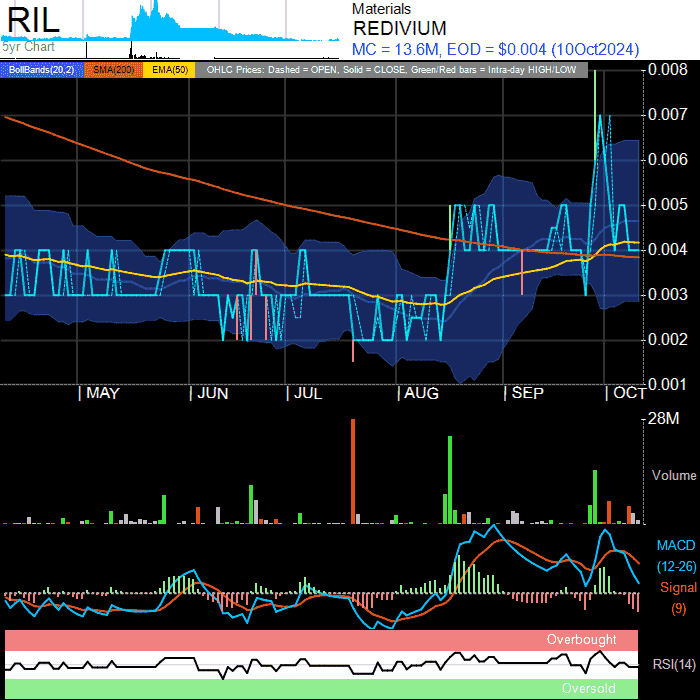 RIL
5yr Chart
Materials
REDIVIUM
MC = 13.6M, EOD = $0.004 (10Oct2024)
BollBands(20,2) SMA(200) EMA(50) OHLC Prices: Dashed = OPEN, Solid = CLOSE, Green/Red bars = Intra-day HIGH/LOW
0.008
0.007
0.006
0.005
0.004
0.003
0.002
0.001
| MAY | JUN | JUL | AUG | SEP | OCT
28M
Volume
MACD
(12-26)
Signal
(9)
Overbought
RSI(14)
Oversold